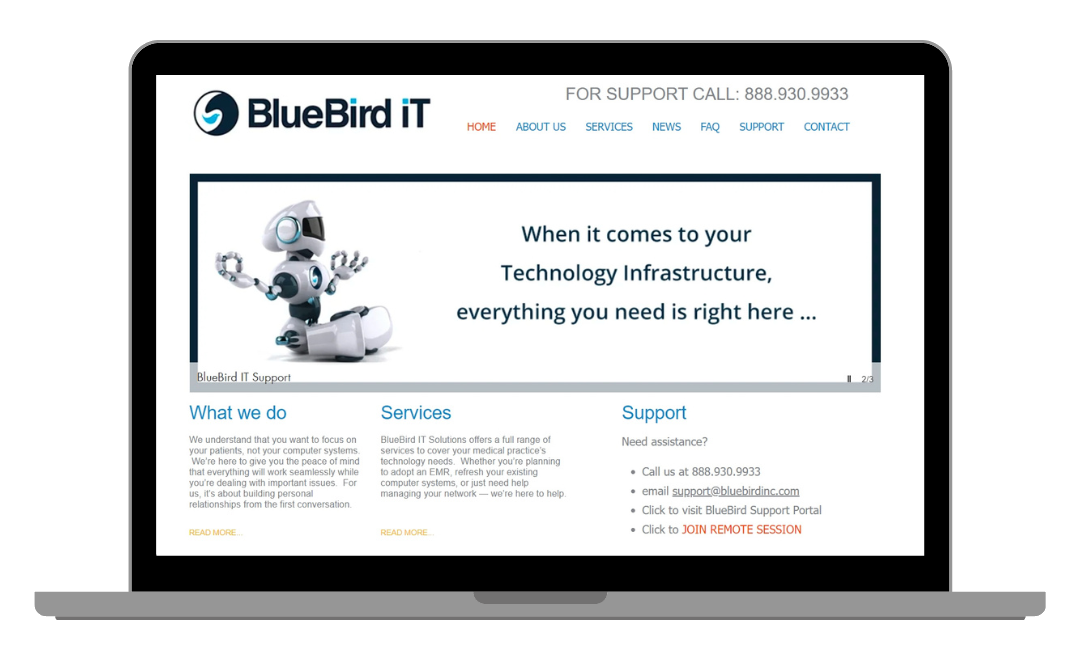 BlueBird iT
FOR SUPPORT CALL: 888.930.9933
HOME ABOUT US SERVICES NEWS FAQ SUPPORT CONTACT
When it comes to your
Technology Infrastructure,
everything you need is right here ...
BlueBird IT Support
2/3
What we do
We understand that you want to focus on
your patients, not your computer systems.
We're here to give you the peace of mind
that everything will work seamlessly while
you're dealing with important issues. For
us, it's about building personal
relationships from the first conversation.
READ MORE...
Services
BlueBird IT Solutions offers a full range of
services to cover your medical practice's
technology needs. Whether you're planning
to adopt an EMR, refresh your existing
computer systems, or just need help
managing your network — we're here to help.
READ MORE...
Support
Need assistance?
• Call us at 888.930.9933
• email support@bluebirdinc.com
• Click to visit BlueBird Support Portal
• Click to JOIN REMOTE SESSION